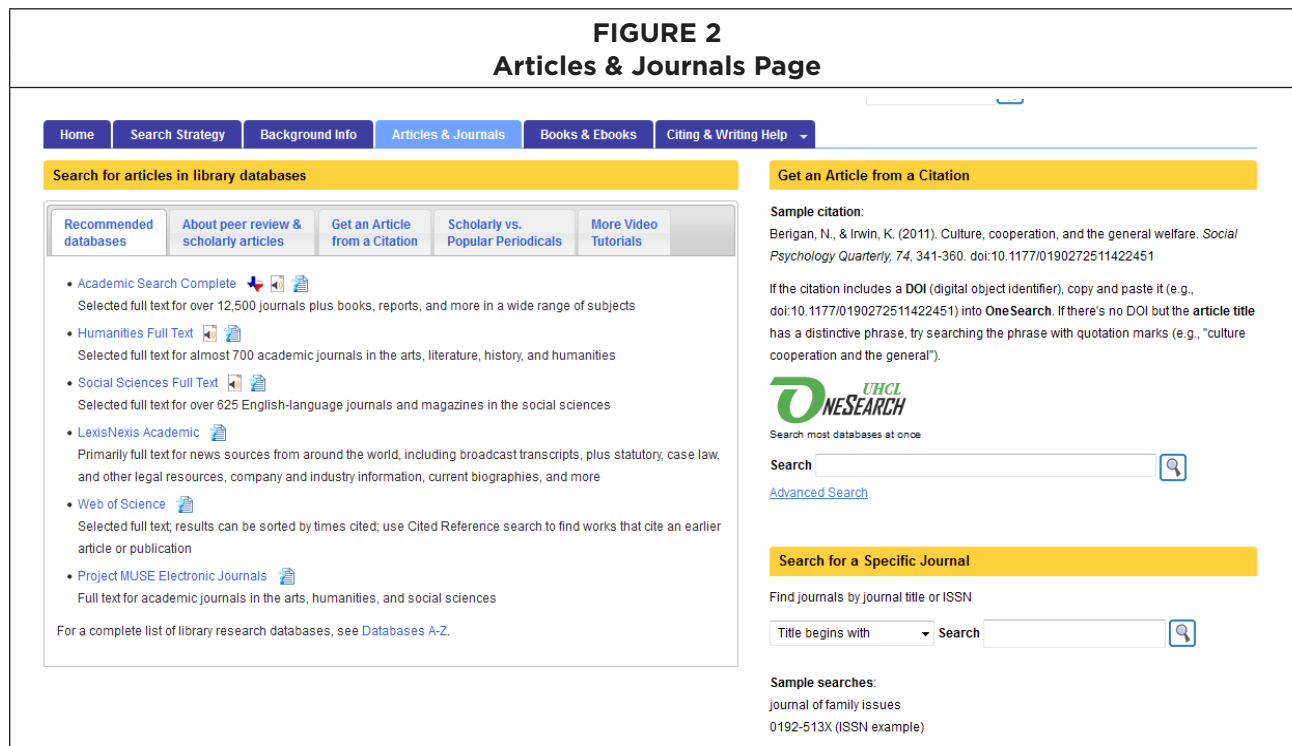 FIGURE 2
Articles & Journals Page
Home
Search Strategy
Background Info
Articles & Journals
Books & Ebooks
Citing & Writing Help
Search for articles in library databases
Recommended
databases
About peer review &
scholarly articles
Get an Article
from a Citation
Scholarly vs.
Popular Periodicals
More Video
Tutorials
• Academic Search Complete
Selected full text for over 12,500 journals plus books, reports, and more in a wide range of subjects
• Humanities Full Text
Selected full text for almost 700 academic journals in the arts, literature, history, and humanities
• Social Sciences Full Text
Selected full text for over 625 English-language journals and magazines in the social sciences
• LexisNexis Academic
Primarily full text for news sources from around the world, including broadcast transcripts, plus statutory, case law,
and other legal resources, company and industry information, current biographies, and more
• Web of Science
Selected full text; results can be sorted by times cited; use Cited Reference search to find works that cite an earlier
article or publication
• Project MUSE Electronic Journals
Full text for academic journals in the arts, humanities, and social sciences
For a complete list of library research databases, see Databases A-Z.
Get an Article from a Citation
Sample citation:
Berigan, N., & Irwin, K. (2011). Culture, cooperation, and the general welfare. Social
Psychology Quarterly, 74, 341-360. doi:10.1177/0190272511422451
If the citation includes a DOI (digital object identifier), copy and paste it (e.g.,
doi:10.1177/0190272511422451) into OneSearch. If there's no DOI but the article title
has a distinctive phrase, try searching the phrase with quotation marks (e.g., "culture
cooperation and the general").
UHCL
ONESEARCH
Search most databases at once
Search
Advanced Search
Search for a Specific Journal
Find journals by journal title or ISSN
Title begins with
Search
Sample searches:
journal of family issues
0192-513X (ISSN example)